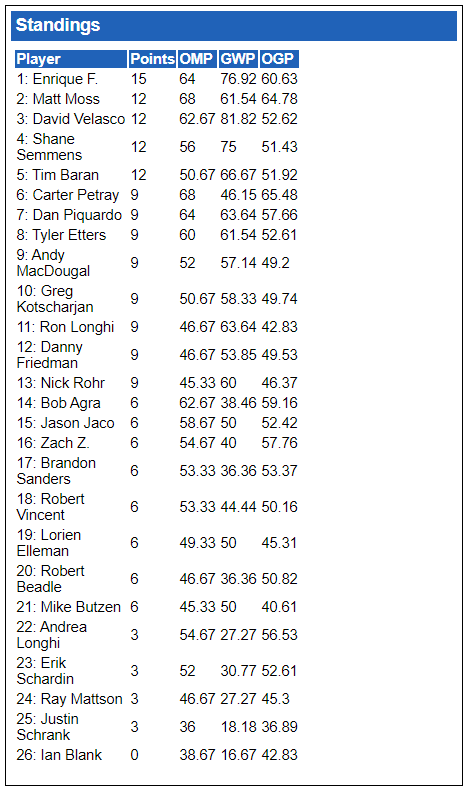 Standings
Player Points OMP GWP OGP
1: Enrique F. 15 64 76.92 60.63
2: Matt Moss 12 68 61.54 64.78
3: David Velasco 12 62.67 81.82 52.62
4: Shane
Semmens 12 56 75 51.43
5: Tim Baran 12 50.67 66.67 51.92
6: Carter Petray 9 68 46.15 65.48
7: Dan Piquardo 9 64 63.64 57.66
8: Tyler Etters 9 60 61.54 52.61
9: Andy
MacDougal 9 52 57.14 49.2
10: Greg
Kotscharjan 9 50.67 58.33 49.74
11: Ron Longhi 9 46.67 63.64 42.83
12: Danny
Friedman 9 46.67 53.85 49.53
13: Nick Rohr 9 45.33 60 46.37
14: Bob Agra 6 62.67 38.46 59.16
15: Jason Jaco 6 58.67 50 52.42
16: Zach Z. 6 54.67 40 57.76
17: Brandon
Sanders 6 53.33 36.36 53.37
18: Robert
Vincent 6 53.33 44.44 50.16
19: Lorien
Elleman 6 49.33 50 45.31
20: Robert
Beadle 6 46.67 36.36 50.82
21: Mike Butzen 6 45.33 50 40.61
22: Andrea
Longhi 3 54.67 27.27 56.53
23: Erik
Schardin 3 52 30.77 52.61
24: Ray Mattson 3 46.67 27.27 45.3
25: Justin
Schrank 3 36 18.18 36.89
26: Ian Blank 0 38.67 16.67 42.83